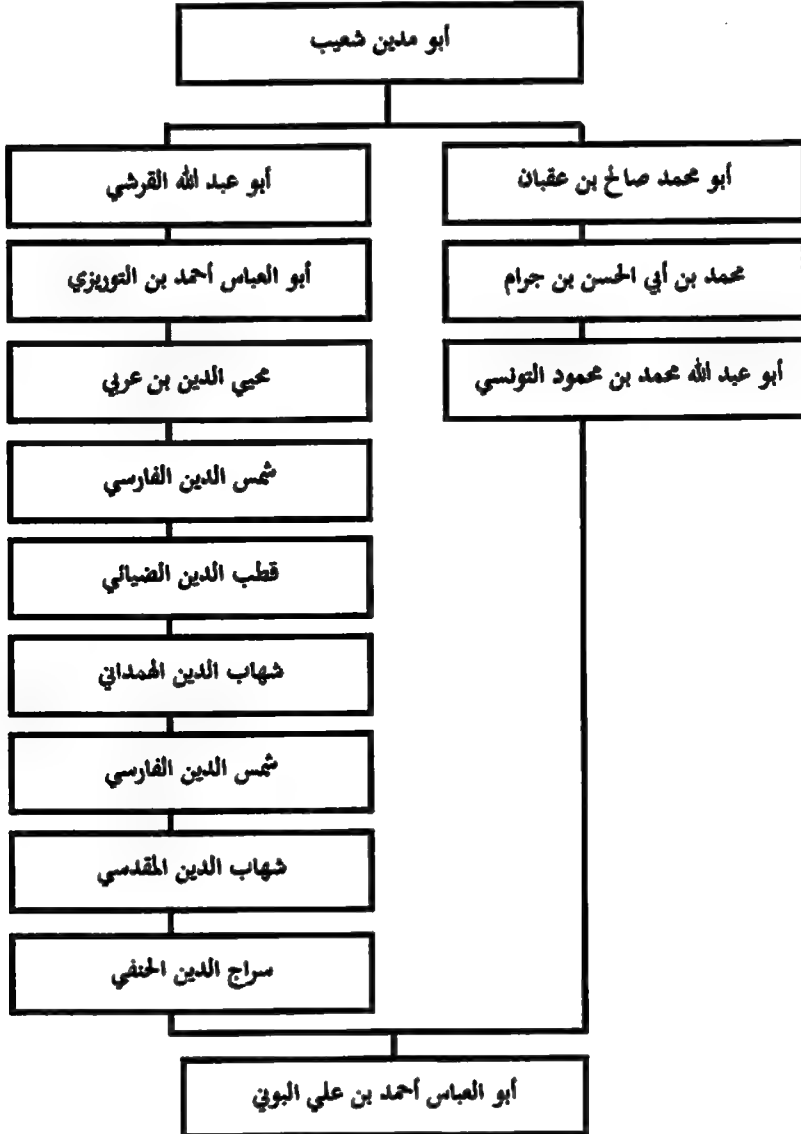 أبو مدين شعيب
أبو محمد صالح بن عقبان
أبو عبد الله القرشي
محمد بن أبي الحسن بن جرام
أبو العباس أحمد بن التوريزي
أبو عبد الله محمد بن محمود التونسي
محيي الدين بن عربي
شمس الدين الفارسي
قطب الدين الضيائي
شهاب الدين الهمداني
شمس الدين الفارسي
شهاب الدين المقدسي
سراج الدين الحنفي
أبو العباس أحمد بن علي البوني